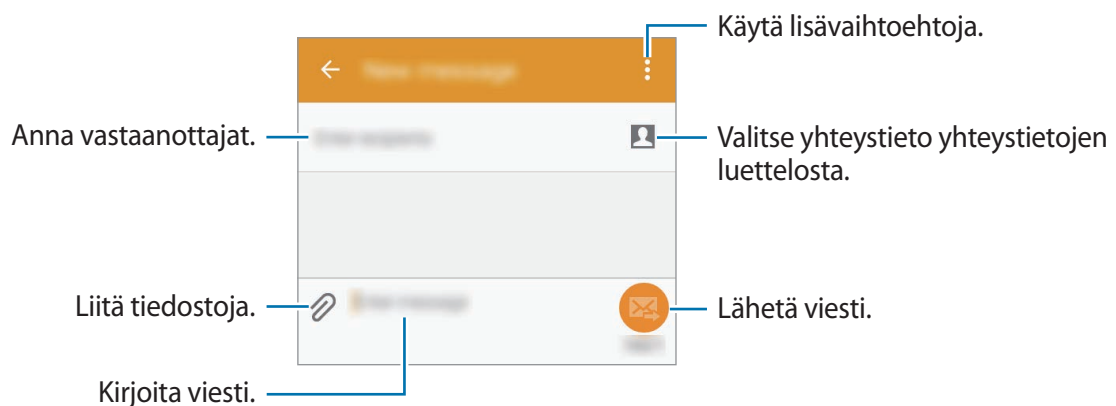 Käytä lisävaihtoehtoja.
Anna vastaanottajat.
Valitse yhteystieto yhteystietojen
luettelosta.
Liitä tiedostoja.
Lähetä viesti.
Kirjoita viesti.